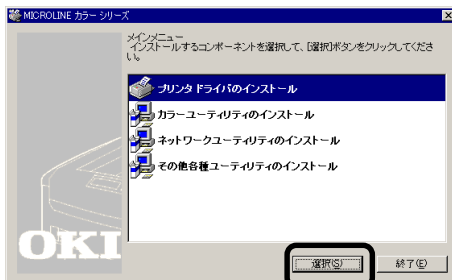 MICROLINE カラー シリーズ
メインメニュー
インストールするコンポーネントを選択して、[選択]ボタンをクリックしてくださ
い。
プリンタ ドライバのインストール
カラーユーティリティのインストール
ネットワークユーティリティのインストール
その他各種ユーティリティのインストール
OKI
選択(S)
終了(E)